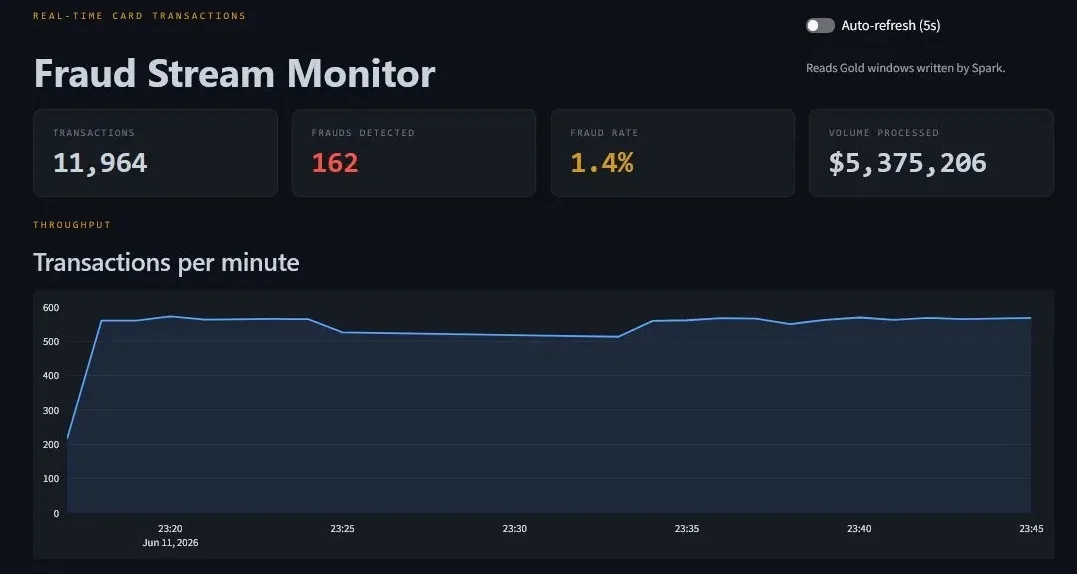 REAL-TIME CARD TRANSACTIONS
Auto-refresh (5s)
Fraud Stream Monitor
Reads Gold windows written by Spark.
TRANSACTIONS
11,964
FRAUDS DETECTED
162
FRAUD RATE
1.4%
VOLUME PROCESSED
$5,375,206
THROUGHPUT
Transactions per minute
600
500
400
300
200
100
0
23:20
Jun 11, 2026
23:25
23:30
23:35
23:40
23:45